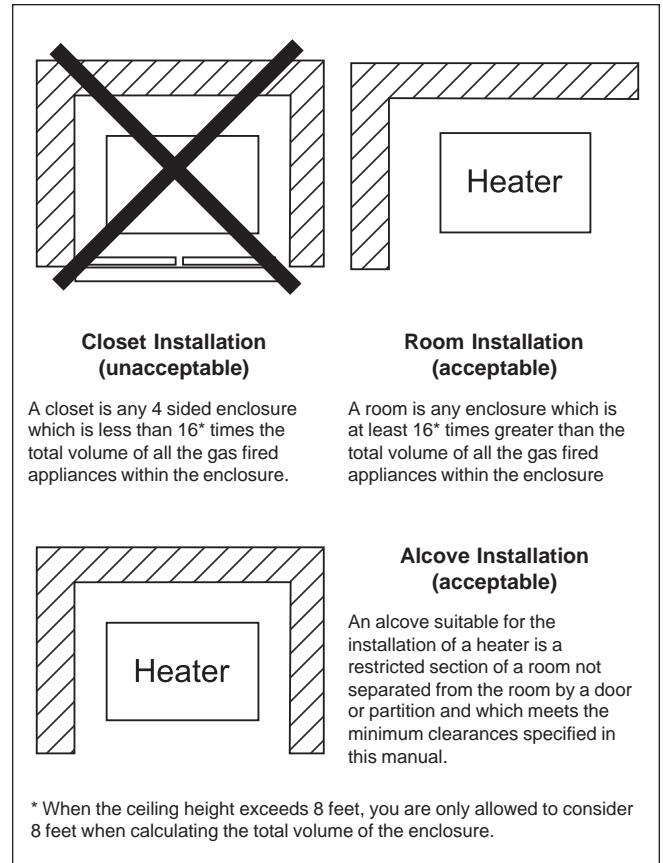 Heater
Closet Installation
(unacceptable)
A closet is any 4 sided enclosure
which is less than 16* times the
total volume of all the gas fired
appliances within the enclosure.
Room Installation
(acceptable)
A room is any enclosure which is
at least 16* times greater than the
total volume of all the gas fired
appliances within the enclosure
Heater
Alcove Installation
(acceptable)
An alcove suitable for the
installation of a heater is a
restricted section of a room not
separated from the room by a door
or partition and which meets the
minimum clearances specified in
this manual.
* When the ceiling height exceeds 8 feet, you are only allowed to consider
8 feet when calculating the total volume of the enclosure.